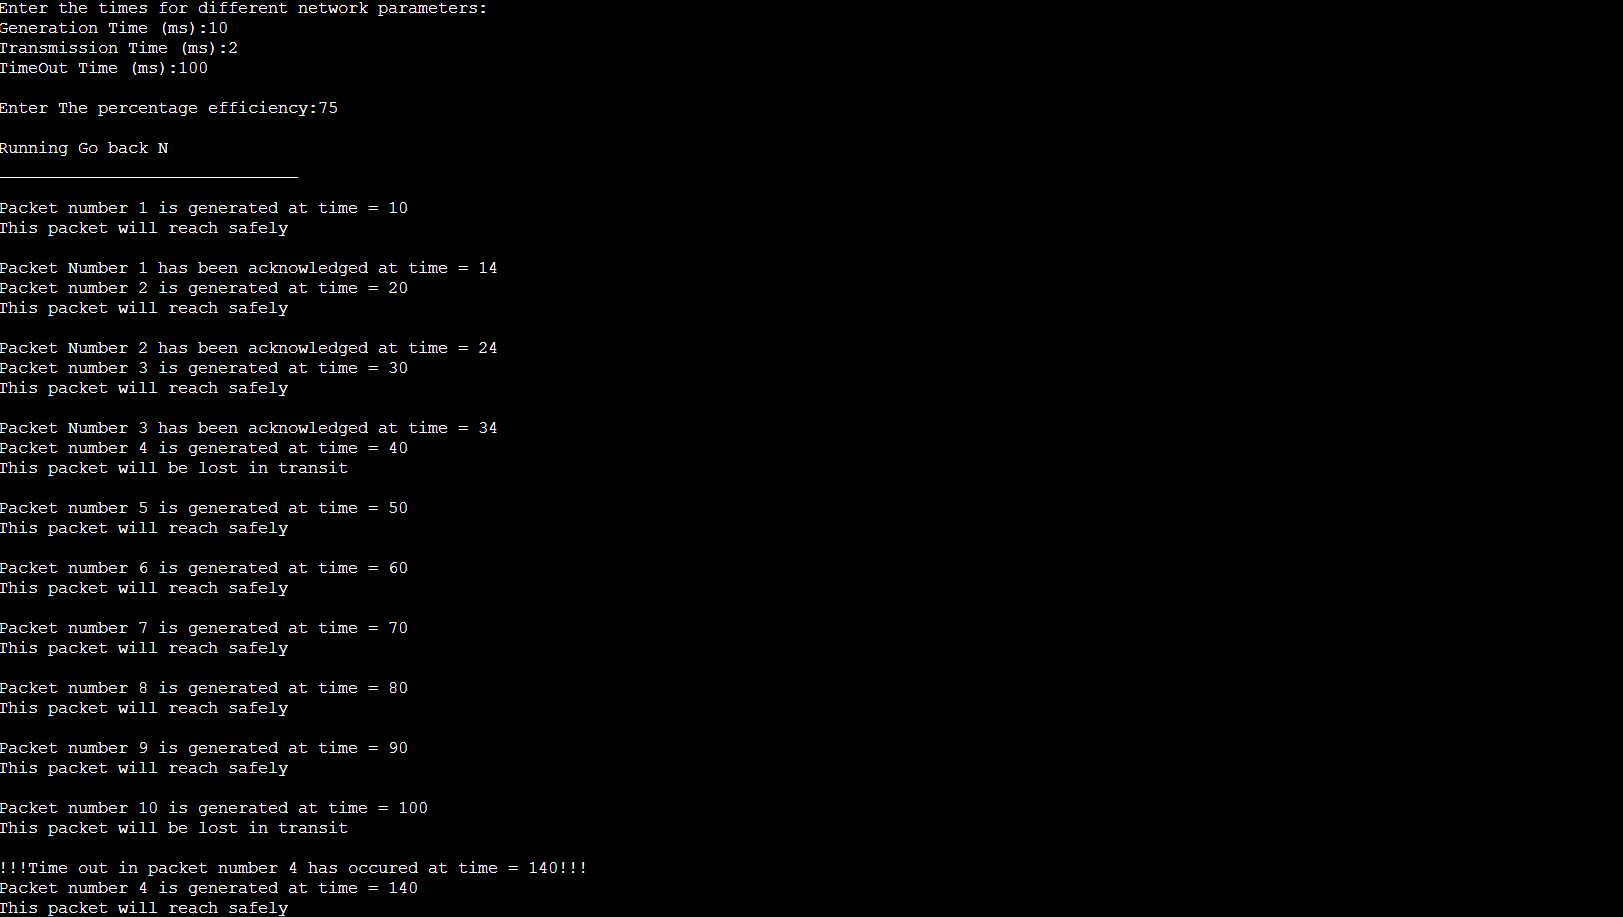 Enter the times for different network parameters:
Generation Time (ms):10
Transmission Time (ms):2
TimeOut Time (ms):100
Enter The percentage efficiency:75
Running Go back N
______________________________
Packet number 1 is generated at time = 10
This packet will reach safely
Packet Number 1 has been acknowledged at time = 14
Packet number 2 is generated at time = 20
This packet will reach safely
Packet Number 2 has been acknowledged at time = 24
Packet number 3 is generated at time = 30
This packet will reach safely
Packet Number 3 has been acknowledged at time = 34
Packet number 4 is generated at time = 40
This packet will be lost in transit
Packet number 5 is generated at time = 50
This packet will reach safely
Packet number 6 is generated at time = 60
This packet will reach safely
Packet number 7 is generated at time = 70
This packet will reach safely
Packet number 8 is generated at time = 80
This packet will reach safely
Packet number 9 is generated at time = 90
This packet will reach safely
Packet number 10 is generated at time = 100
This packet will be lost in transit
!!!Time out in packet number 4 has occured at time = 140!!!
Packet number 4 is generated at time = 140
This packet will reach safely